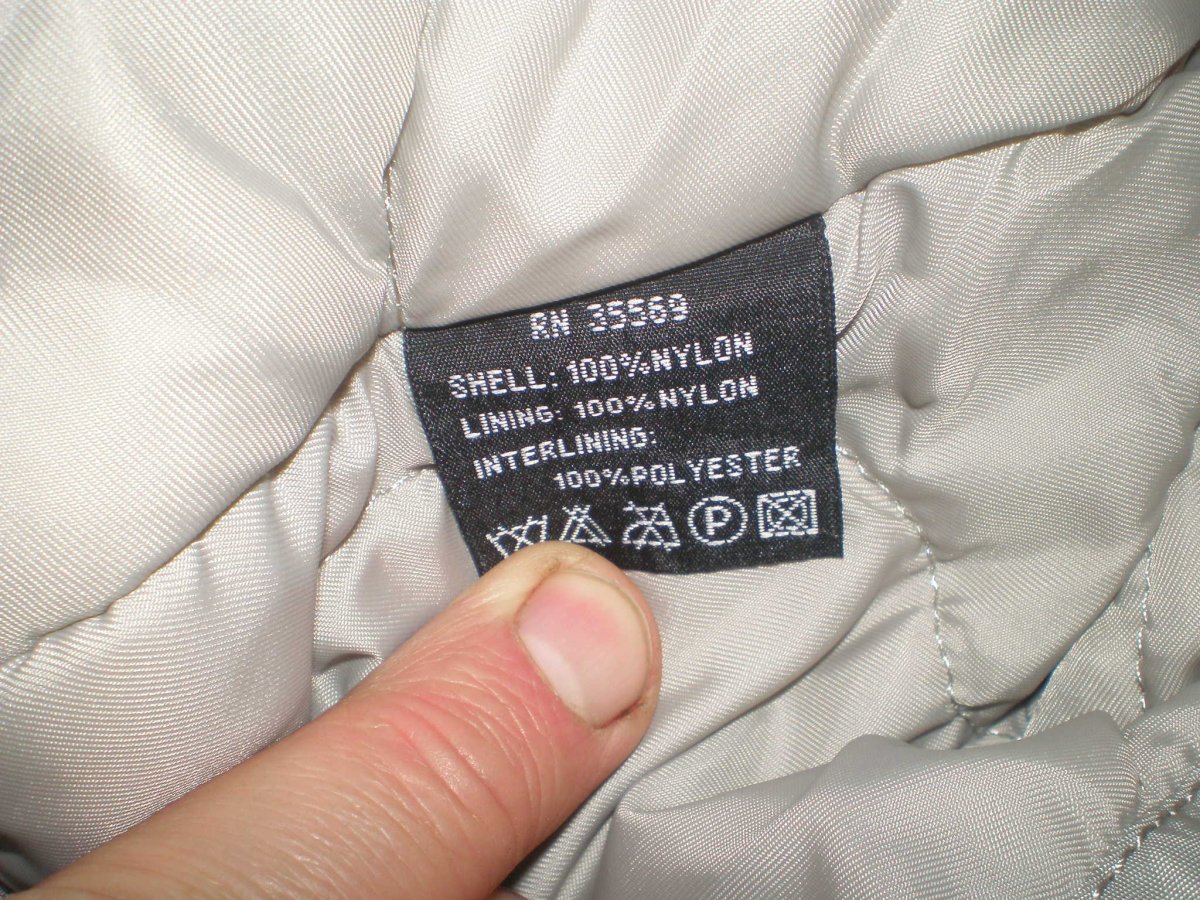 RN 35569
SHELL: 100%NYLON
LINING: 100%NYLON
INTERLINING:
100%POLYESTER
P